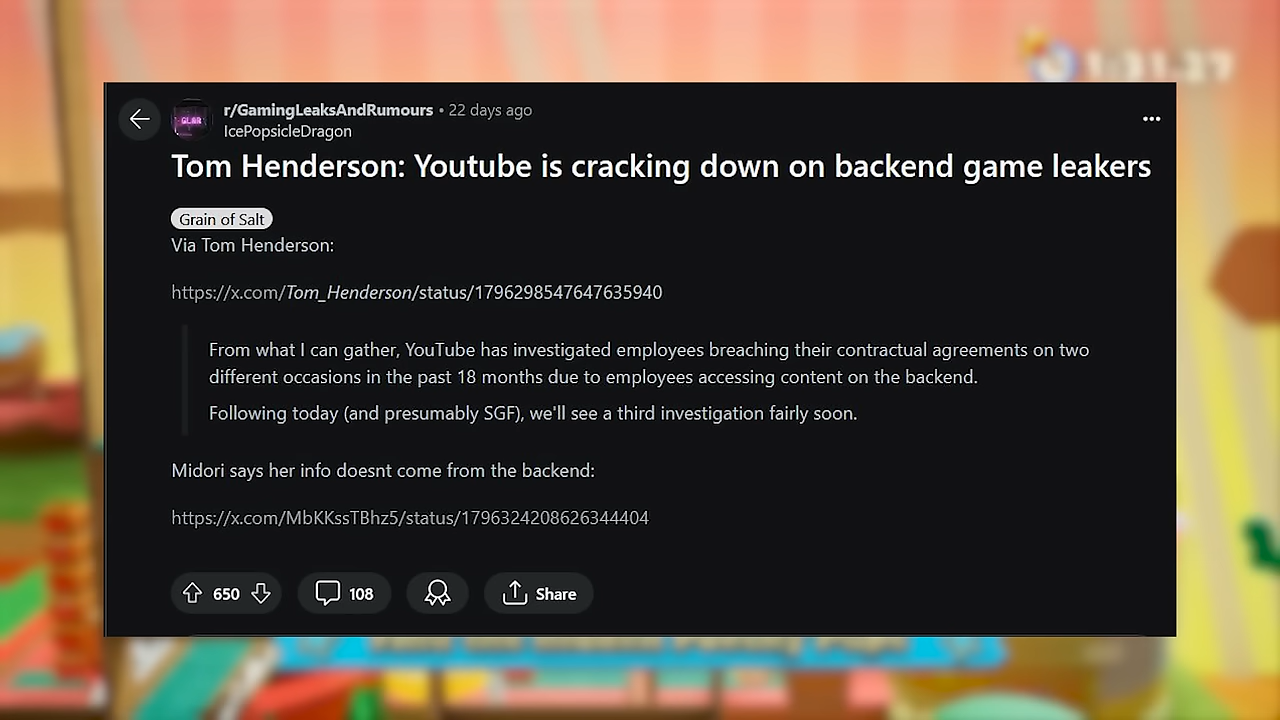 1:31.27
r/GamingLeaksAndRumours • 22 days ago
GLAR
IcePopsicleDragon
Tom Henderson: Youtube is cracking down on backend game leakers
Grain of Salt
Via Tom Henderson:
https://x.com/Tom_Henderson/status/1796298547647635940
From what I can gather, YouTube has investigated employees breaching their contractual agreements on two
different occasions in the past 18 months due to employees accessing content on the backend.
Following today (and presumably SGF), we'll see a third investigation fairly soon.
Midori says her info doesnt come from the backend:
https://x.com/MbKKssTBhz5/status/1796324208626344404
650
108
Share